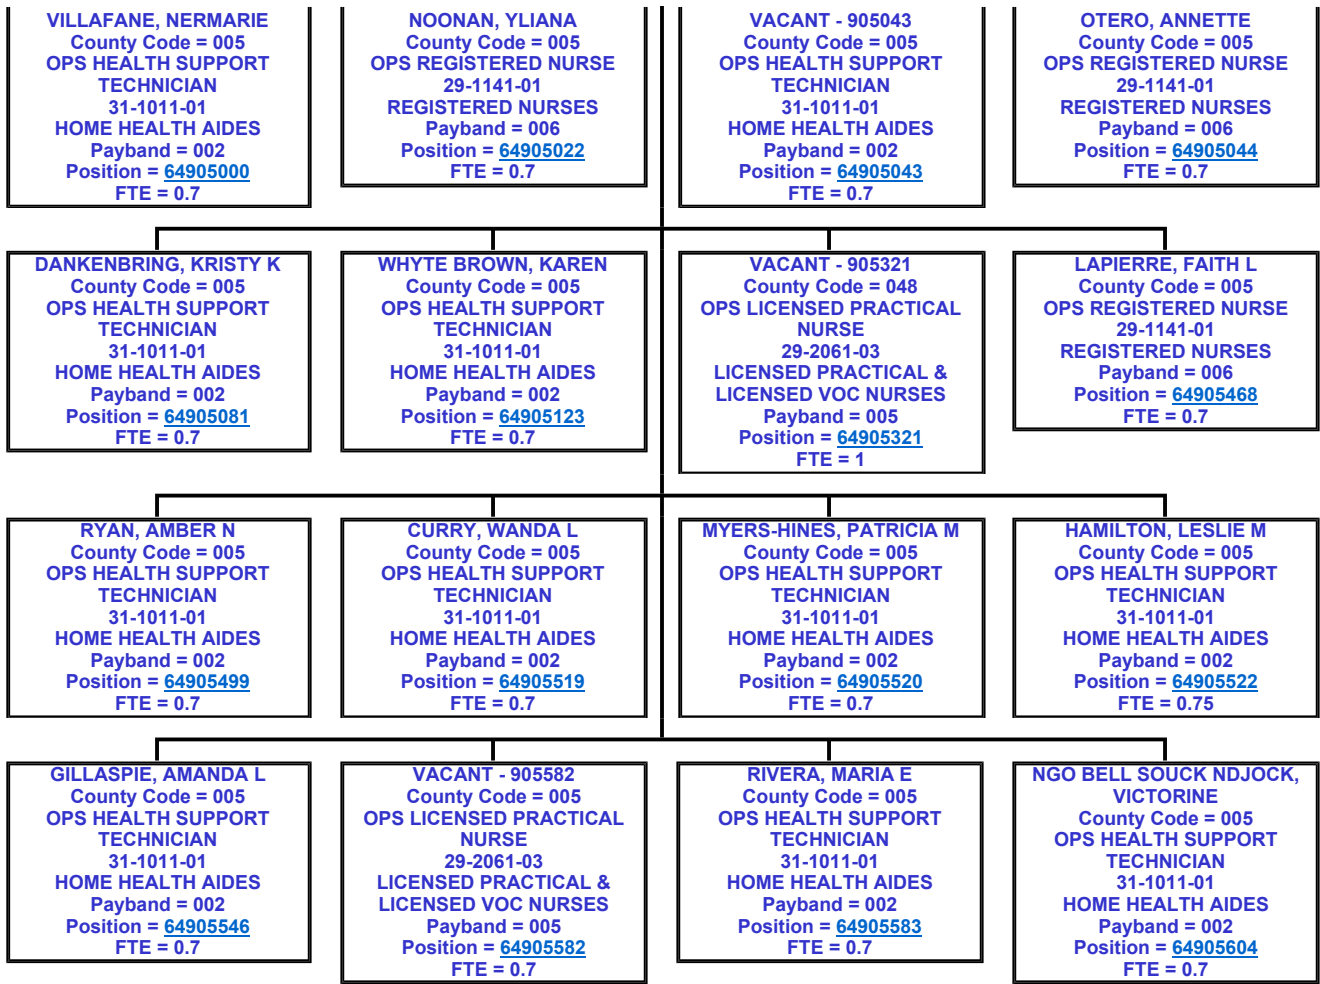 VILLAFANE, NERMARIE
County Code = 005
OPS HEALTH SUPPORT
TECHNICIAN
31-1011-01
HOME HEALTH AIDES
Payband = 002
Position = 64905000
FTE = 0.7
NOONAN, YLIANA
County Code = 005
OPS REGISTERED NURSE
29-1141-01
REGISTERED NURSES
Payband = 006
Position = 64905022
FTE = 0.7
VACANT - 905043
County Code = 005
OPS HEALTH SUPPORT
TECHNICIAN
31-1011-01
HOME HEALTH AIDES
Payband = 002
Position = 64905043
FTE = 0.7
OTERO, ANNETTE
County Code = 005
OPS REGISTERED NURSE
29-1141-01
REGISTERED NURSES
Payband = 006
Position = 64905044
FTE = 0.7
DANKENBRING, KRISTY K
County Code = 005
OPS HEALTH SUPPORT
TECHNICIAN
31-1011-01
HOME HEALTH AIDES
Payband = 002
Position = 64905081
FTE = 0.7
WHYTE BROWN, KAREN
County Code = 005
OPS HEALTH SUPPORT
TECHNICIAN
31-1011-01
HOME HEALTH AIDES
Payband = 002
Position = 64905123
FTE = 0.7
VACANT - 905321
County Code = 048
OPS LICENSED PRACTICAL
NURSE
29-2061-03
LICENSED PRACTICAL &
LICENSED VOC NURSES
Payband = 005
Position = 64905321
FTE = 1
LAPIERRE, FAITH L
County Code = 005
OPS REGISTERED NURSE
29-1141-01
REGISTERED NURSES
Payband = 006
Position = 64905468
FTE = 0.7
RYAN, AMBER N
County Code = 005
OPS HEALTH SUPPORT
TECHNICIAN
31-1011-01
HOME HEALTH AIDES
Payband = 002
Position = 64905499
FTE = 0.7
CURRY, WANDA L
County Code = 005
OPS HEALTH SUPPORT
TECHNICIAN
31-1011-01
HOME HEALTH AIDES
Payband = 002
Position = 64905519
FTE = 0.7
MYERS-HINES, PATRICIA M
County Code = 005
OPS HEALTH SUPPORT
TECHNICIAN
31-1011-01
HOME HEALTH AIDES
Payband = 002
Position = 64905520
FTE = 0.7
HAMILTON, LESLIE M
County Code = 005
OPS HEALTH SUPPORT
TECHNICIAN
31-1011-01
HOME HEALTH AIDES
Payband = 002
Position = 64905522
FTE = 0.75
GILLASPIE, AMANDA L
County Code = 005
OPS HEALTH SUPPORT
TECHNICIAN
31-1011-01
HOME HEALTH AIDES
Payband = 002
Position = 64905546
FTE = 0.7
VACANT - 905582
County Code = 005
OPS LICENSED PRACTICAL
NURSE
29-2061-03
LICENSED PRACTICAL &
LICENSED VOC NURSES
Payband = 005
Position = 64905582
FTE = 0.7
RIVERA, MARIA E
County Code = 005
OPS HEALTH SUPPORT
TECHNICIAN
31-1011-01
HOME HEALTH AIDES
Payband = 002
Position = 64905583
FTE = 0.7
NGO BELL SOUCK NDJOCK,
VICTORINE
County Code = 005
OPS HEALTH SUPPORT
TECHNICIAN
31-1011-01
HOME HEALTH AIDES
Payband = 002
Position = 64905604
FTE = 0.7